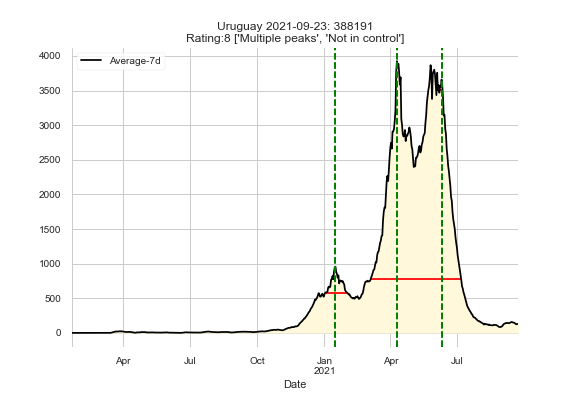 Uruguay 2021-09-23: 388191
Rating:8 ['Multiple peaks', 'Not in control']
Average-7d
4000
3500
3000
2500
2000
1500
1000
500
0
Apr Jul Oct Jan Apr Jul
2021
Date